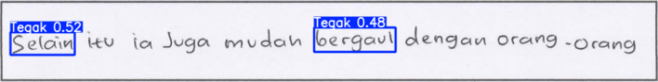 Tegak 0.52 Tegak 0.48
Selain itu ia Juga mudah bergaul dengan orang-orang